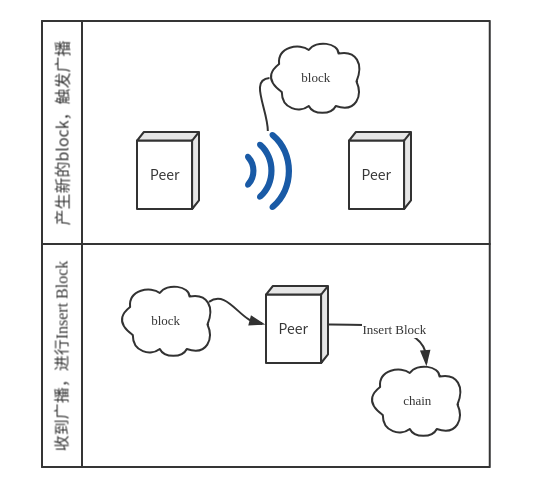 产生新的block，触发广播
block
Peer
Peer
收到广播，进行Insert Block
block
Peer
Insert Block
chain